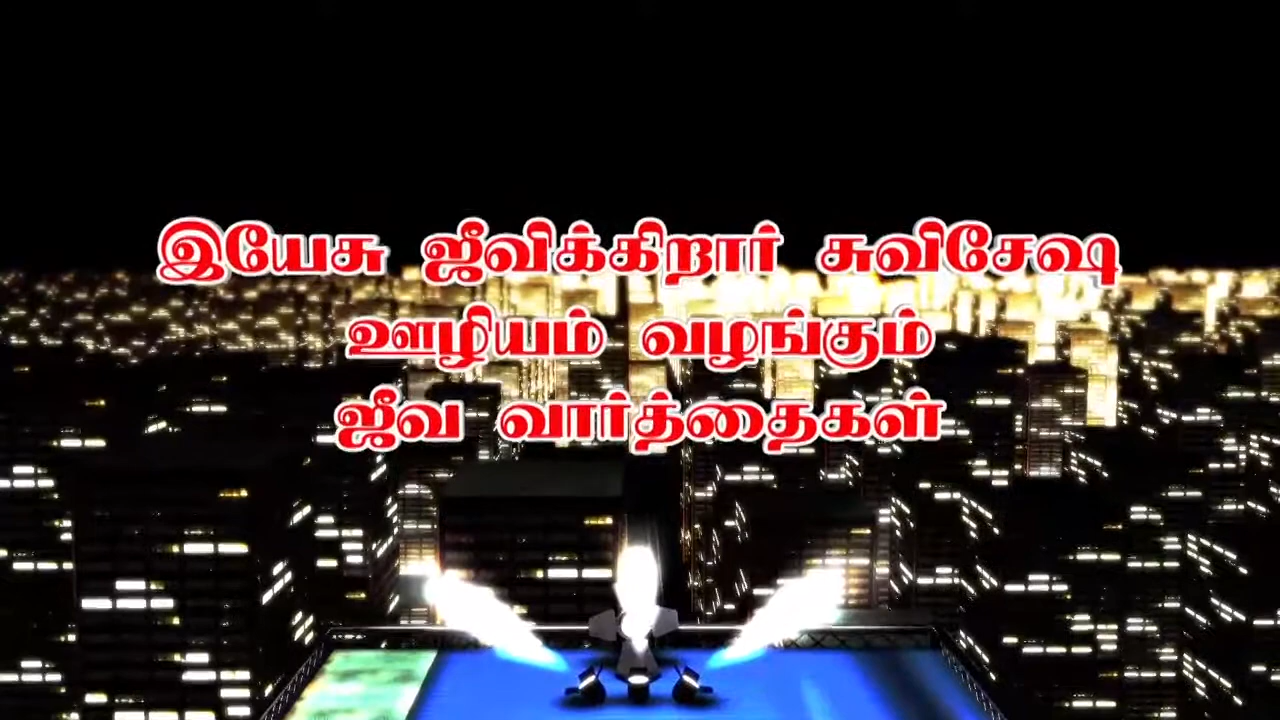 இயேசு ஜீவிக்கிறார் சுவிசேஷ
ஊழியம் வழங்கும்
ஜீவ வார்த்தைகள்